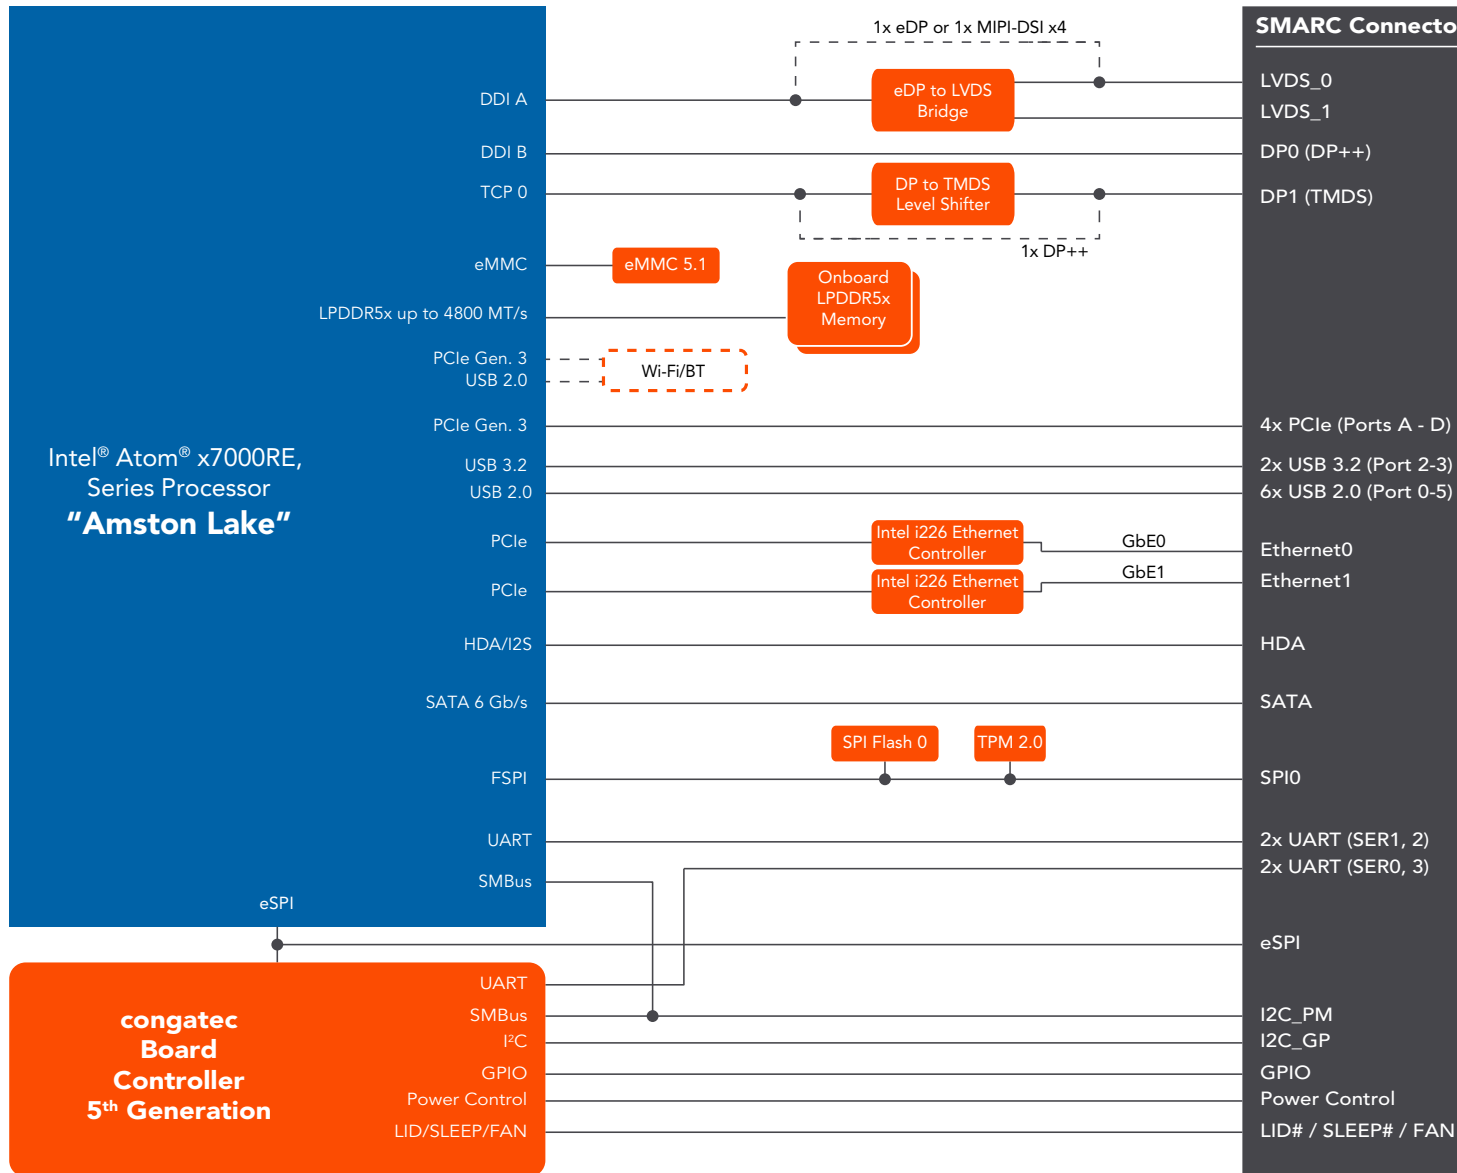 1x eDP or 1x MIPI-DSI x4
SMARC Connecto
DDI A
eDP to LVDS
Bridge
LVDS_0
LVDS_1
DDI B
DP0 (DP++)
TCP 0
DP to TMDS
Level Shifter
DP1 (TMDS)
1x DP++
eMMC
eMMC 5.1
LPDDR5x up to 4800 MT/s
Onboard
LPDDR5x
Memory
PCIe Gen. 3
USB 2.0
Wi-Fi/BT
PCIe Gen. 3
4x PCIe (Ports A - D)
Intel® Atom® x7000RE,
Series Processor
“Amston Lake”
USB 3.2
2x USB 3.2 (Port 2-3)
USB 2.0
6x USB 2.0 (Port 0-5)
PCIe
Intel i226 Ethernet
Controller
GbE0
Ethernet0
PCIe
Intel i226 Ethernet
Controller
GbE1
Ethernet1
HDA/I2S
HDA
SATA 6 Gb/s
SATA
SPI Flash 0
TPM 2.0
FSPI
SPI0
UART
2x UART (SER1, 2)
2x UART (SER0, 3)
SMBus
eSPI
eSPI
congatec
Board
Controller
5th Generation
UART
SMBus
I2C_PM
I²C
I2C_GP
GPIO
GPIO
Power Control
Power Control
LID/SLEEP/FAN
LID# / SLEEP# / FAN